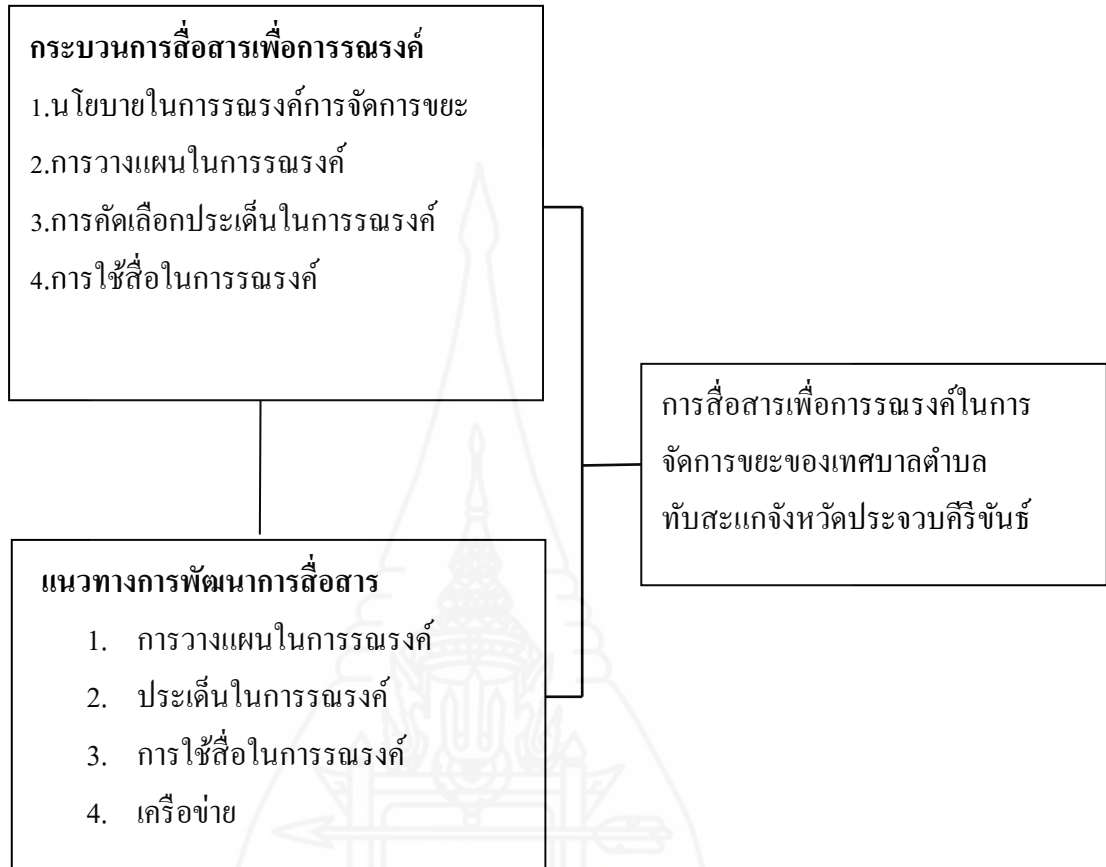 กระบวนการสื่อสารเพื่อการรณรงค์
1.นโยบายในการรณรงค์การจัดการขยะ
2.การวางแผนในการรณรงค์
3.การคัดเลือกประเด็นในการรณรงค์
4.การใช้สื่อในการรณรงค์
การสื่อสารเพื่อการรณรงค์ในการ
จัดการขยะของเทศบาลตำบล
ทับสะแกจังหวัดประจวบคีรีขันธ์
แนวทางการพัฒนาการสื่อสาร
1. การวางแผนในการรณรงค์
2. ประเด็นในการรณรงค์
3. การใช้สื่อในการรณรงค์
4. เครือข่าย